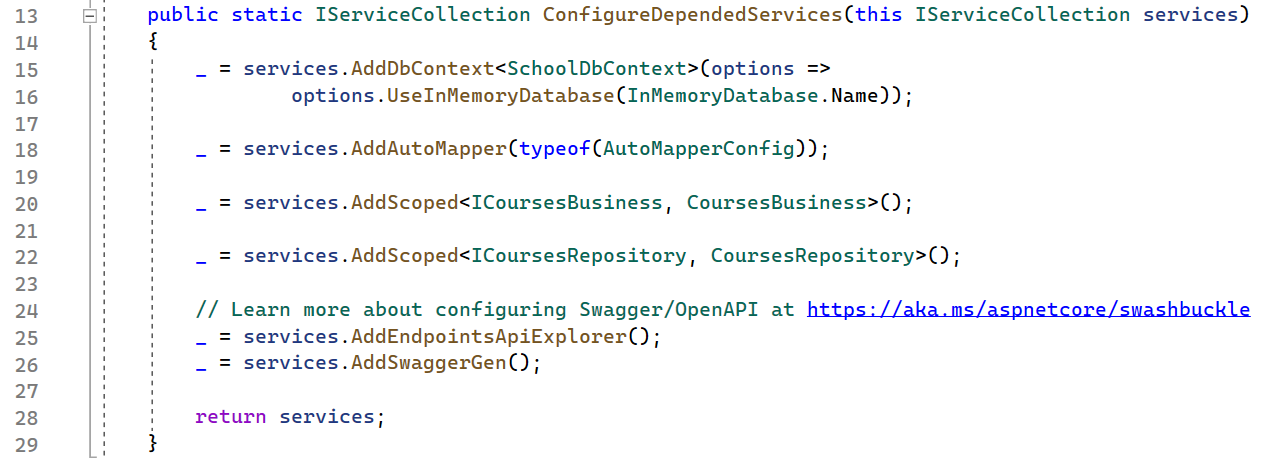 13 public static IServiceCollection ConfigureDependedServices(this IServiceCollection services)
14 {
15     _ = services.AddDbContext<SchoolDbContext>(options =>
16             options.UseInMemoryDatabase(InMemoryDatabase.Name));
17
18     _ = services.AddAutoMapper(typeof(AutoMapperConfig));
19
20     _ = services.AddScoped<ICoursesBusiness, CoursesBusiness>();
21
22     _ = services.AddScoped<ICoursesRepository, CoursesRepository>();
23
24     // Learn more about configuring Swagger/OpenAPI at https://aka.ms/aspnetcore/swashbuckle
25     _ = services.AddEndpointsApiExplorer();
26     _ = services.AddSwaggerGen();
27
28     return services;
29 }